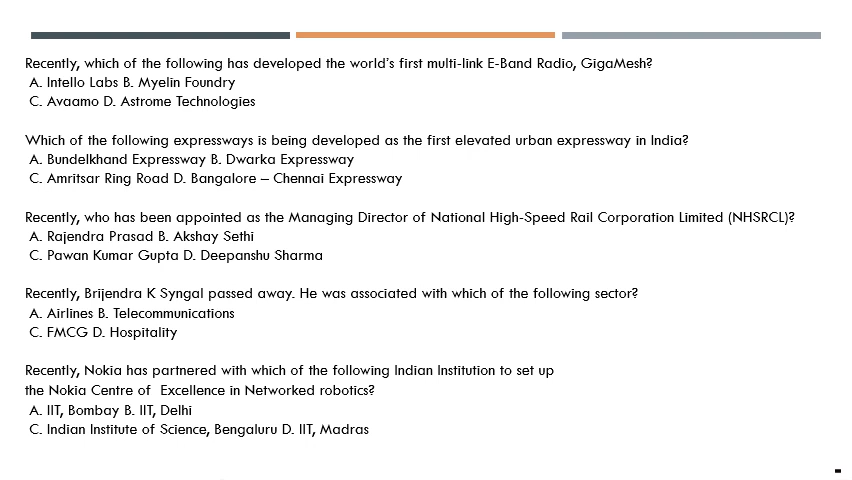 Recently, which of the following has developed the world's first multi-link E-Band Radio, GigaMesh?
A. Intello Labs B. Myelin Foundry
C. Avaamo D. Astrome Technologies
Which of the following expressways is being developed as the first elevated urban expressway in India?
A. Bundelkhand Expressway B. Dwarka Expressway
C. Amritsar Ring Road D. Bangalore – Chennai Expressway
Recently, who has been appointed as the Managing Director of National High-Speed Rail Corporation Limited (NHSRCL)?
A. Rajendra Prasad B. Akshay Sethi
C. Pawan Kumar Gupta D. Deepanshu Sharma
Recently, Brijendra K Syngal passed away. He was associated with which of the following sector?
A. Airlines B. Telecommunications
C. FMCG D. Hospitality
Recently, Nokia has partnered with which of the following Indian Institution to set up
the Nokia Centre of Excellence in Networked robotics?
A. IIT, Bombay B. IIT, Delhi
C. Indian Institute of Science, Bengaluru D. IIT, Madras